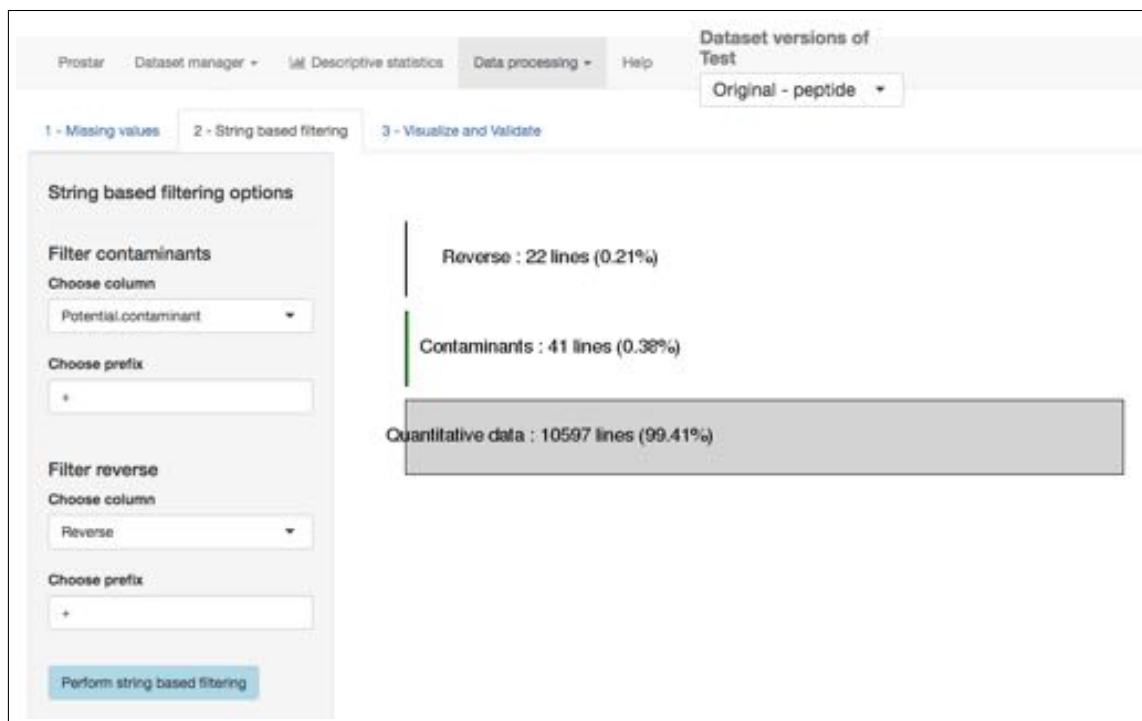 Dataset versions of
Test
Prostar Dataset manager Descriptive statistics Data processing Help
Original - peptide
1 - Missing values 2 - String based filtering 3 - Visualize and Validate
String based filtering options
Filter contaminants
Choose column
Potential.contaminant
Choose prefix
+
Filter reverse
Choose column
Reverse
Choose prefix
+
Perform string based filtering
Reverse : 22 lines (0.21%)
Contaminants : 41 lines (0.38%)
Quantitative data : 10597 lines (99.41%)